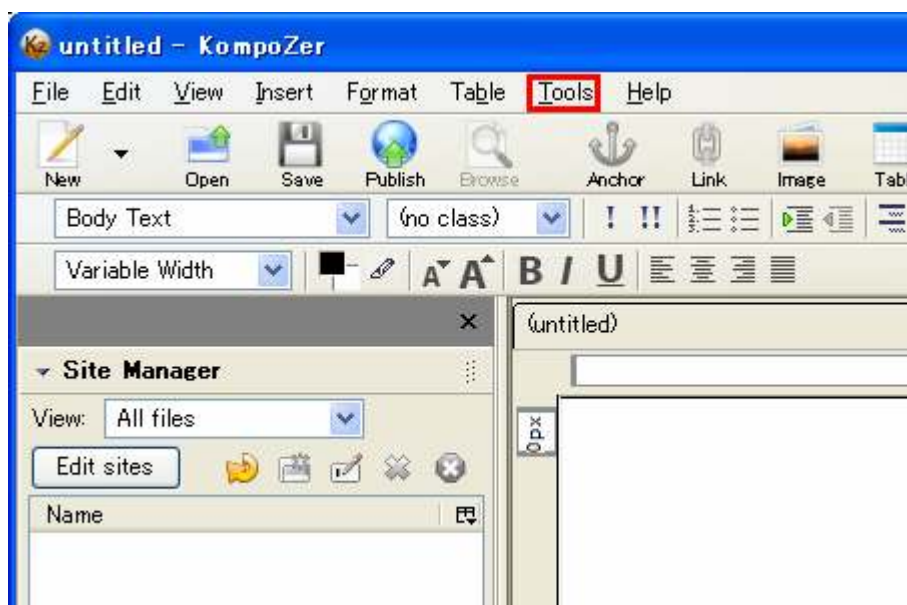 untitled - KompoZer
File Edit View Insert Format Table Tools Help
New Open Save Publish Browse Anchor Link Image Tabl
Body Text (no class) ! !!
Variable Width A A B I U
(untitled)
Site Manager
View: All files
0px
Edit sites
Name